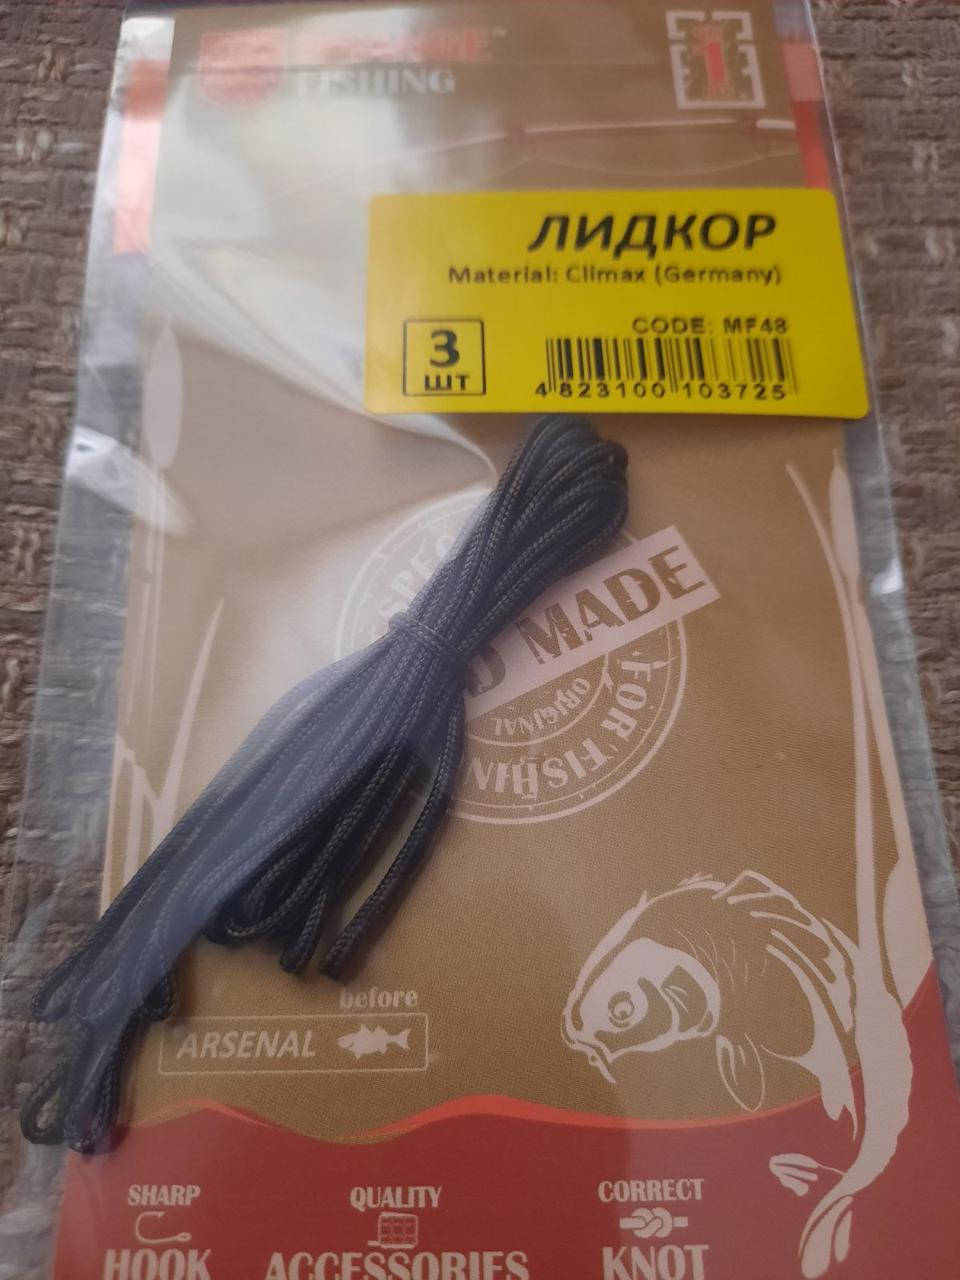 FISHING
1
ЛИДКОР
Material: Climax (Germany)
3
шт
CODE: MF48
4 823100 103725
MADE
ORIGINAL
FOR FISHIN
before
ARSENAL
SHARP
HOOK
QUALITY
ACCESSORIES
CORRECT
KNOT